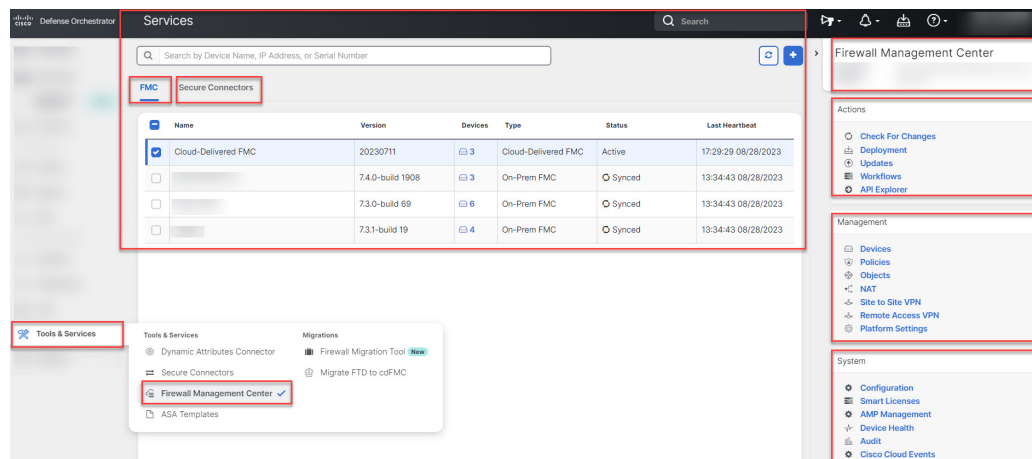 cisco Defense Orchestrator
Services
Search
Search by Device Name, IP Address, or Serial Number
FMC
Secure Connectors
Name Version Devices Type Status Last Heartbeat
Cloud-Delivered FMC 20230711 3 Cloud-Delivered FMC Active 17:29:29 08/28/2023
7.4.0-build 1908 3 On-Prem FMC Synced 13:34:43 08/28/2023
7.3.0-build 69 6 On-Prem FMC Synced 13:34:43 08/28/2023
7.3.1-build 19 4 On-Prem FMC Synced 13:34:43 08/28/2023
Tools & Services
Tools & Services
Dynamic Attributes Connector
Secure Connectors
Firewall Management Center
ASA Templates
Migrations
Firewall Migration Tool New
Migrate FTD to cdFMC
Firewall Management Center
Actions
Check For Changes
Deployment
Updates
Workflows
API Explorer
Management
Devices
Policies
Objects
NAT
Site to Site VPN
Remote Access VPN
Platform Settings
System
Configuration
Smart Licenses
AMP Management
Device Health
Audit
Cisco Cloud Events